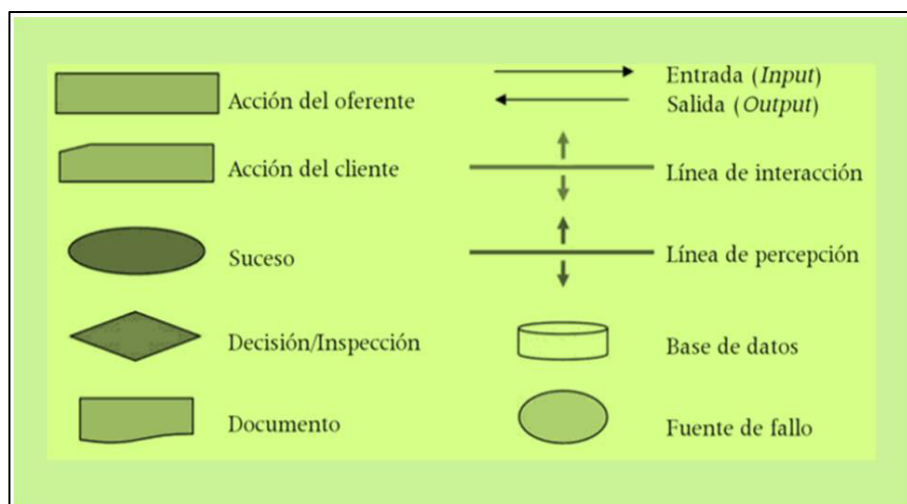 Acción del oferente
Acción del cliente
Suceso
Decisión/Inspección
Documento
Entrada (Input)
Salida (Output)
Línea de interacción
Línea de percepción
Base de datos
Fuente de fallo